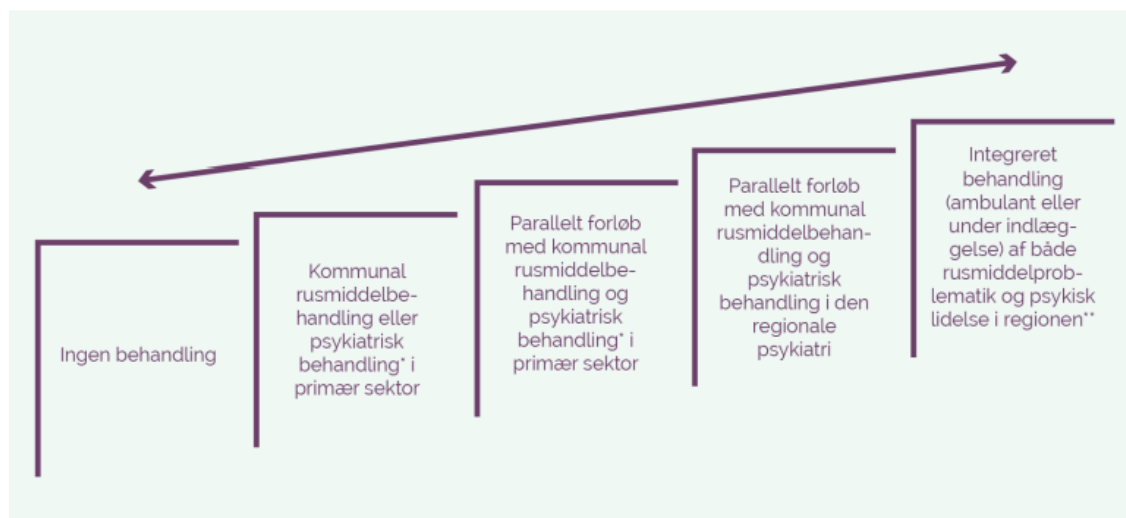 Ingen behandling
Kommunal
rusmiddelbe-
handling eller
psykiatrisk
behandling* i
primær sektor
Parallelt forløb
med kommunal
rusmiddelbe-
handling og
psykiatrisk
behandling* i
primær sektor
Parallelt forløb
med kommunal
rusmiddelbehan-
dling og
psykiatrisk
behandling i den
regionale
psykiatri
Integreret
behandling
(ambulant eller
under indlæg-
gelse) af både
rusmiddelprob-
lematik og psykisk
lidelse i regionen**